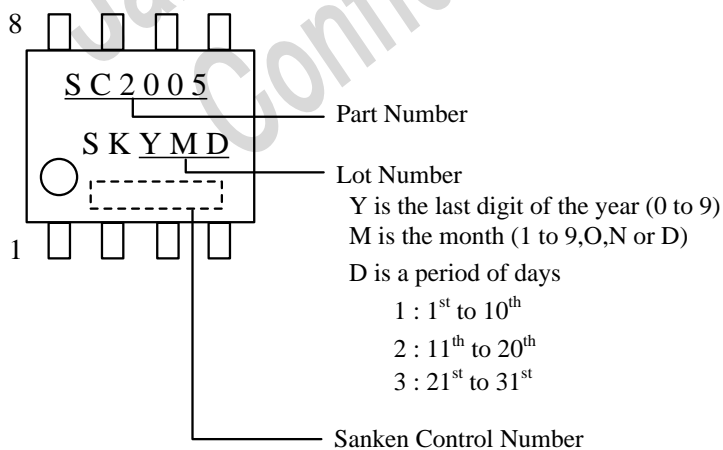 8
SC2005
Part Number
SKYMD
Lot Number
Y is the last digit of the year (0 to 9)
M is the month (1 to 9,O,N or D)
1
D is a period of days
1 : 1st to 10th
2 : 11th to 20th
3 : 21st to 31st
Sanken Control Number